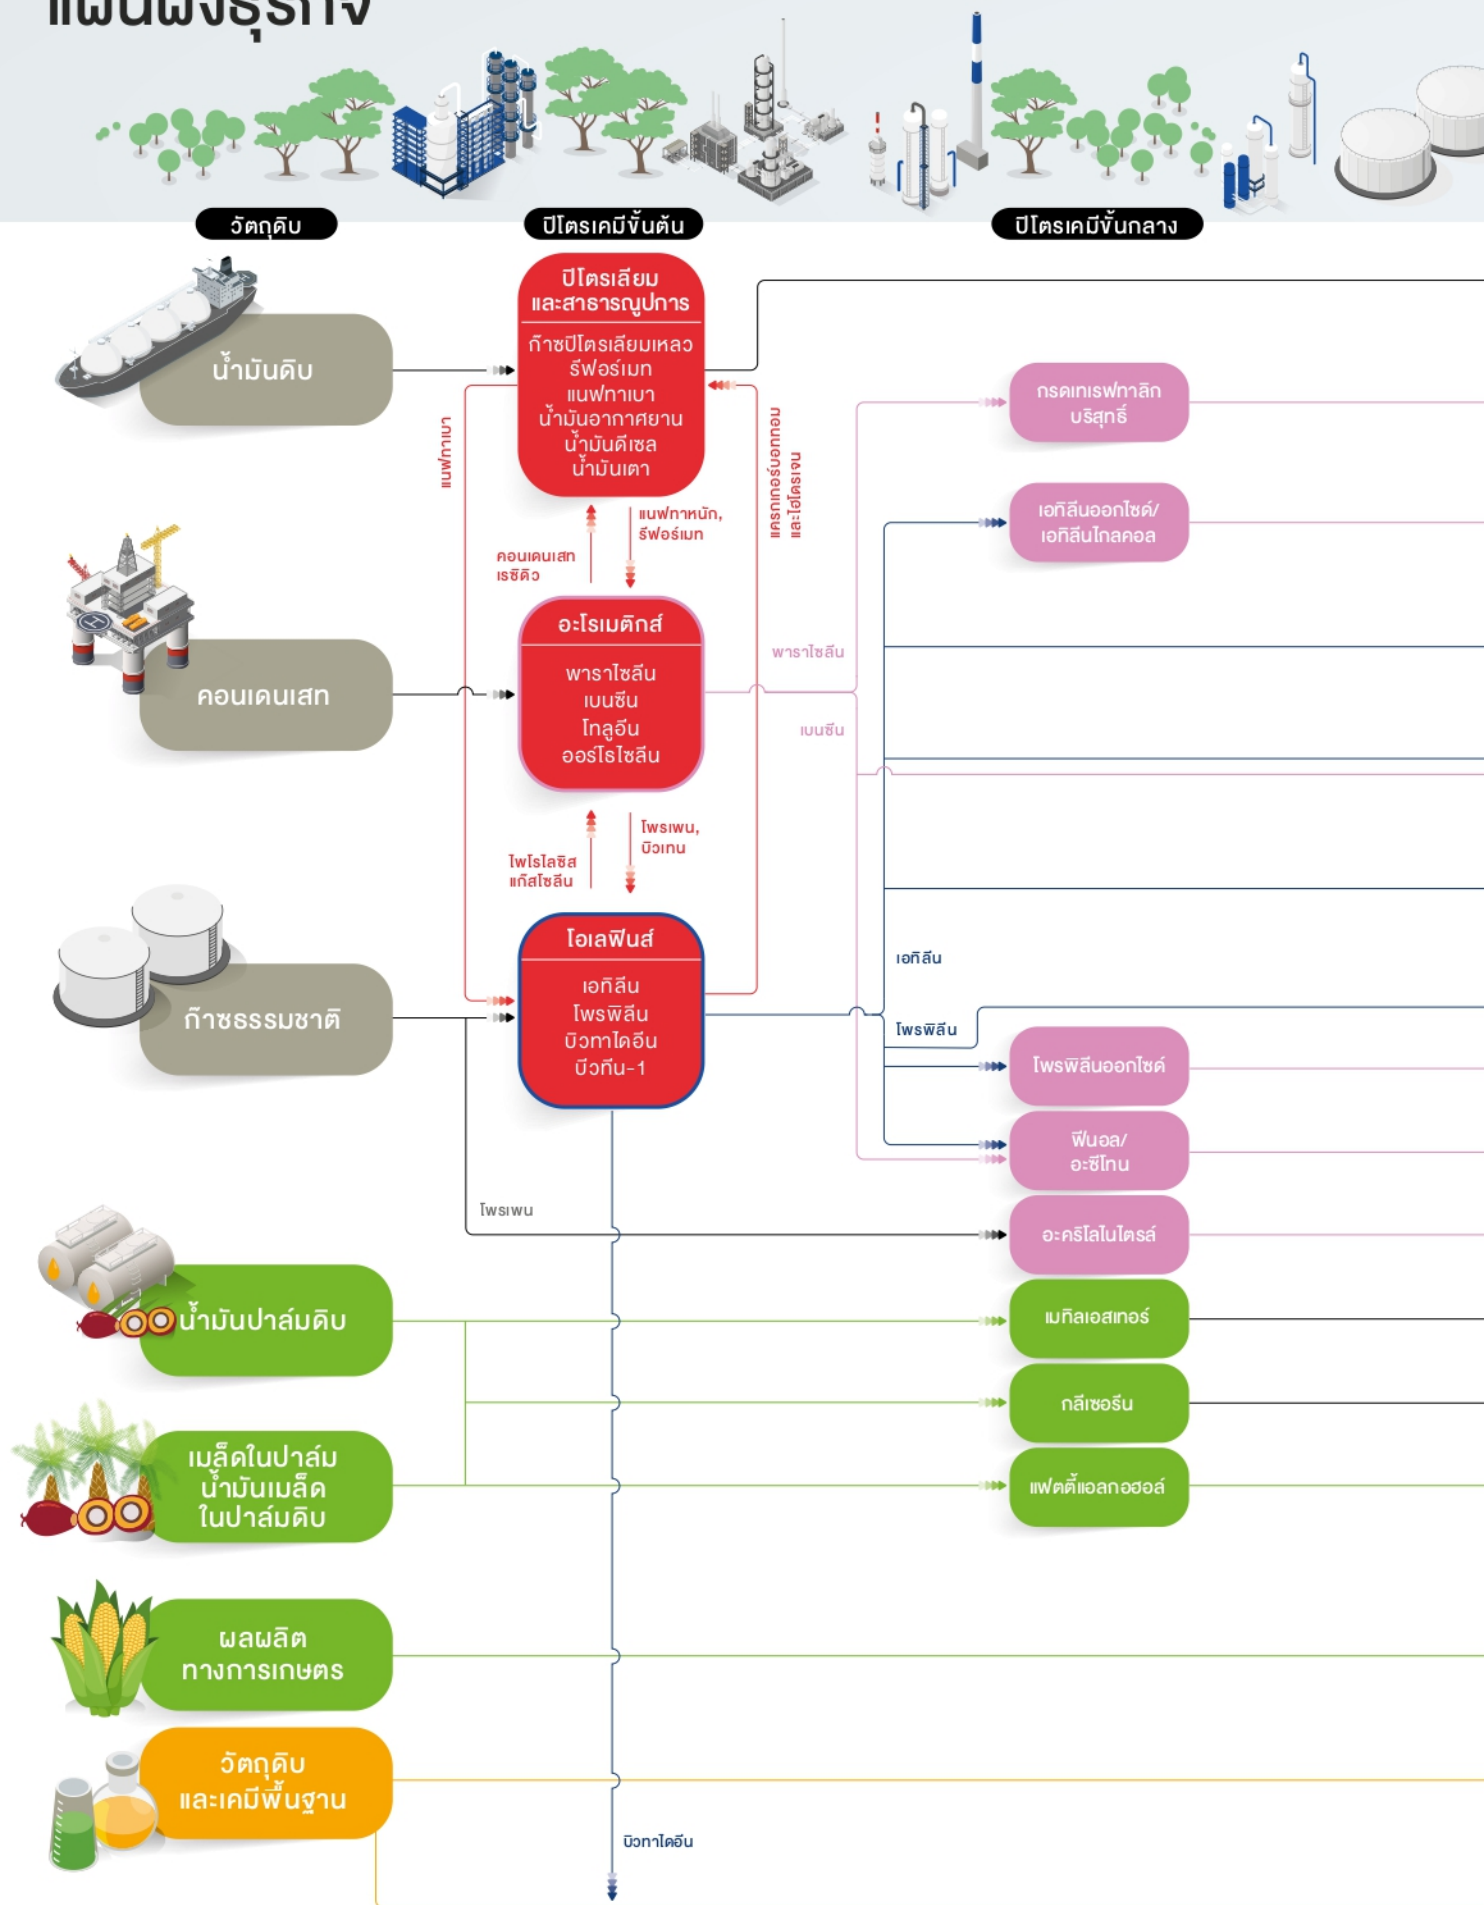 แผนผังธุรกิจ
วัตถุดิบ
ปิโตรเคมีขั้นต้น
ปิโตรเคมีขั้นกลาง
น้ำมันดิบ
ปิโตรเลียม
และสาธารณูปการ
ก๊าซปิโตรเลียมเหลว
รีฟอร์เมท
แนฟทาเบา
น้ำมันอากาศยาน
น้ำมันดีเซล
น้ำมันเตา
แนฟทาเบา
แครกเกอร์บอททอม
และไฮโดรเจน
กรดเทเรฟทาลิก
บริสุทธิ์
เอทิลีนออกไซด์/
เอทิลีนไกลคอล
คอนเดนเสท
เรซิดิว
แนฟทาหนัก,
รีฟอร์เมท
คอนเดนเสท
อะโรเมติกส์
พาราไซลีน
เบนซีน
โทลูอีน
ออร์โธไซลีน
พาราไซลีน
เบนซีน
ไพโรไลซิส
แก๊สโซลีน
โพรเพน,
บิวเทน
ก๊าซธรรมชาติ
โอเลฟินส์
เอทิลีน
โพรพิลีน
บิวทาไดอีน
บิวทีน-1
เอทิลีน
โพรพิลีน
โพรพิลีนออกไซด์
ฟีนอล/
อะซีโทน
โพรเพน
อะคริโลไนไตรล์
น้ำมันปาล์มดิบ
เมทิลเอสเทอร์
กลีเซอรีน
เมล็ดในปาล์ม
น้ำมันเมล็ด
ในปาล์มดิบ
แฟตตี้แอลกอฮอล์
ผลผลิต
ทางการเกษตร
วัตถุดิบ
และเคมีพื้นฐาน
บิวทาไดอีน